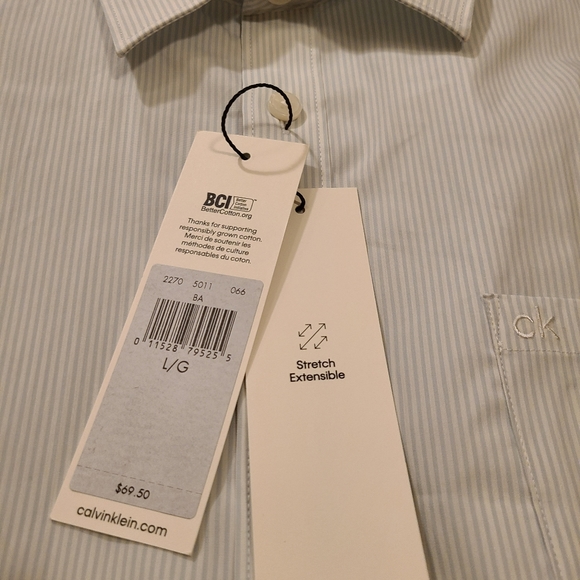 BCI Better Cotton Initiative
BetterCotton.org
Thanks for supporting
responsibly grown cotton.
Merci de soutenir les
méthodes de culture
responsables du coton.
2270 5011 066
BA
0 11528 79525 5
L/G
$69.50
calvinklein.com
Stretch
Extensible
ck